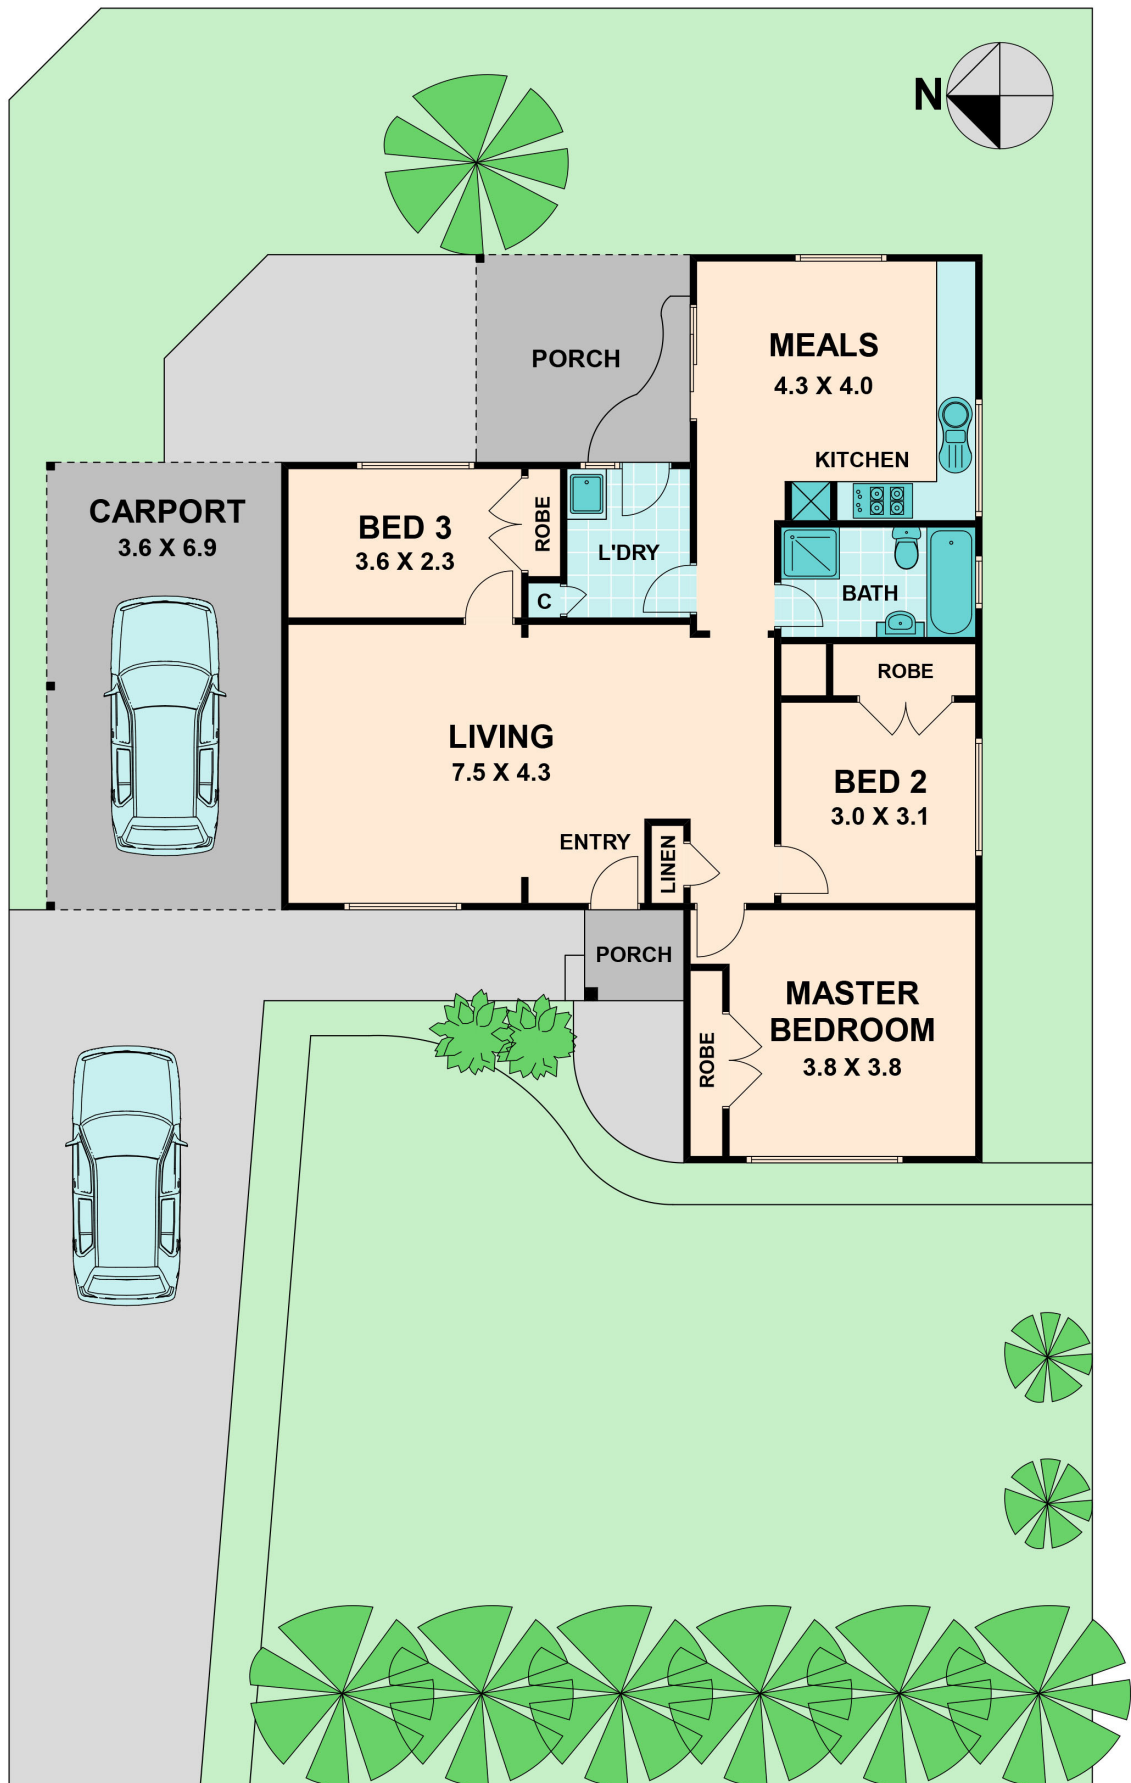 N
MEALS
4.3 X 4.0
PORCH
KITCHEN
CARPORT
3.6 X 6.9
BED 3
3.6 X 2.3
ROBE
L'DRY
C
BATH
ROBE
LIVING
7.5 X 4.3
BED 2
3.0 X 3.1
ENTRY
LINEN
PORCH
MASTER
BEDROOM
3.8 X 3.8
ROBE